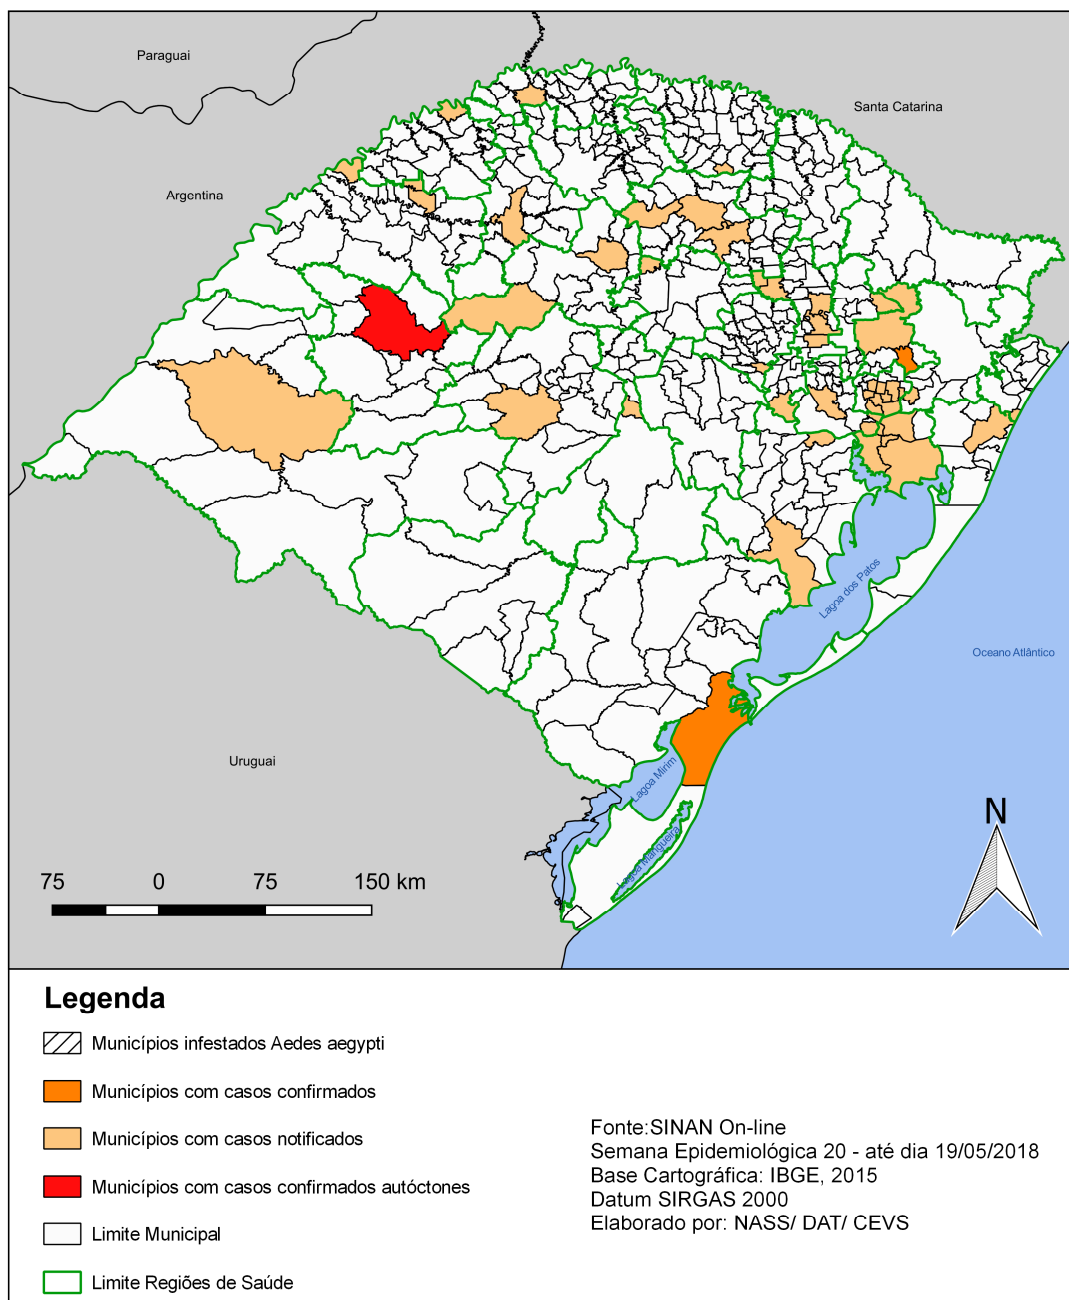 Paraguai
Santa Catarina
Argentina
Lagoa dos Patos
Oceano Atlântico
Uruguai
Lagoa Mirim
Lagoa Mangueira
N
75 0 75 150 km
Legenda
Municípios infestados Aedes aegypti
Municípios com casos confirmados
Municípios com casos notificados
Municípios com casos confirmados autóctones
Limite Municipal
Limite Regiões de Saúde
Fonte:SINAN On-line
Semana Epidemiológica 20 - até dia 19/05/2018
Base Cartográfica: IBGE, 2015
Datum SIRGAS 2000
Elaborado por: NASS/ DAT/ CEVS